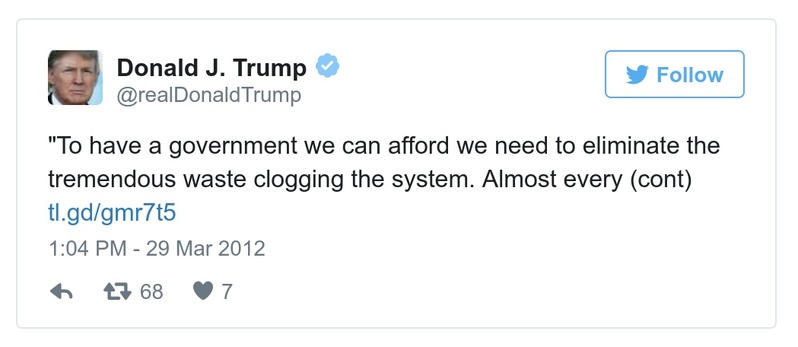 Donald J. Trump
@realDonaldTrump
Follow
"To have a government we can afford we need to eliminate the
tremendous waste clogging the system. Almost every (cont)
tl.gd/gmr7t5
1:04 PM - 29 Mar 2012
68 7